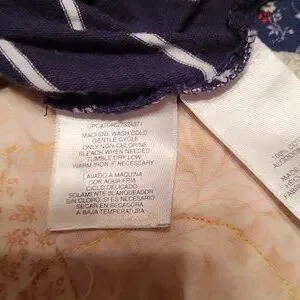 MACHINE WASH COLD
GENTLE CYCLE
ONLY NON-CHLORINE
BLEACH WHEN NEEDED
TUMBLE DRY LOW
WARM IRON IF NECESSARY
LAVADO A MAQUINA
CON AGUA FRIA
CICLO DELICADO
SOLAMENTE BLANQUEADOR
SIN CLORO, SI ES NECESARIO
SECAR EN SECADORA
A BAJA TEMPERATURA
MADE